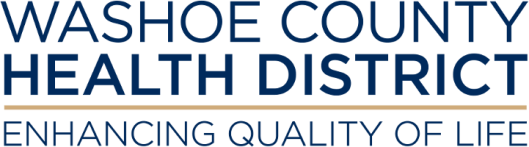 WASHOE COUNTY
HEALTH DISTRICT
ENHANCING QUALITY OF LIFE